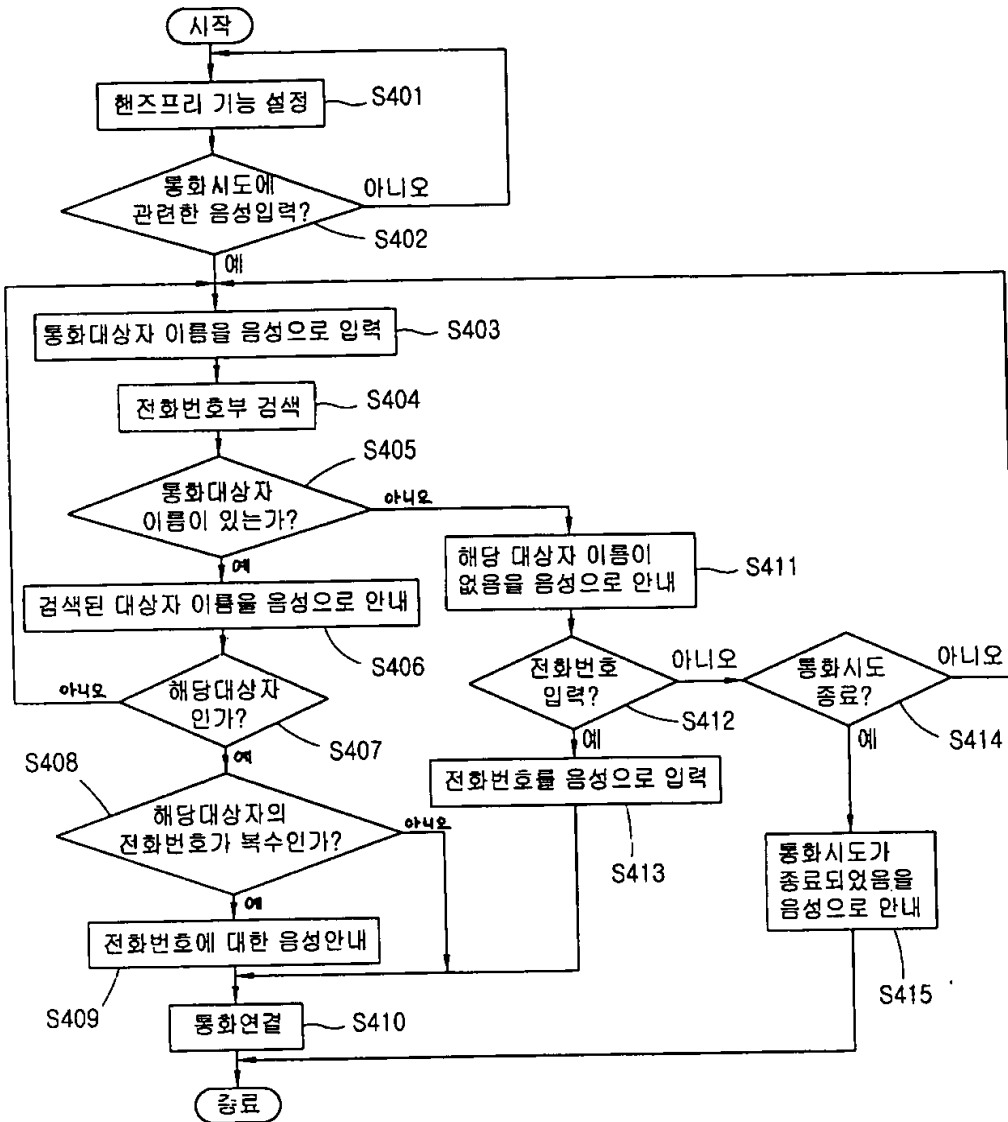 시작
핸즈프리 기능 설정
S401
통화시도에
관련한 음성입력?
아니오
S402
예
통화대상자 이름을 음성으로 입력
S403
전화번호부 검색
S404
S405
통화대상자
이름이 있는가?
아니오
예
해당 대상자 이름이
없음을 음성으로 안내
S411
검색된 대상자 이름을 음성으로 안내
S406
전화번호
입력?
아니오
S412
예
통화시도
종료?
아니오
S414
예
해당대상자
인가?
아니오
S407
예
S408
해당대상자의
전화번호가 복수인가?
아니오
예
전화번호를 음성으로 입력
S413
통화시도가
종료되었음을
음성으로 안내
S415
전화번호에 대한 음성안내
S409
통화연결
S410
종료